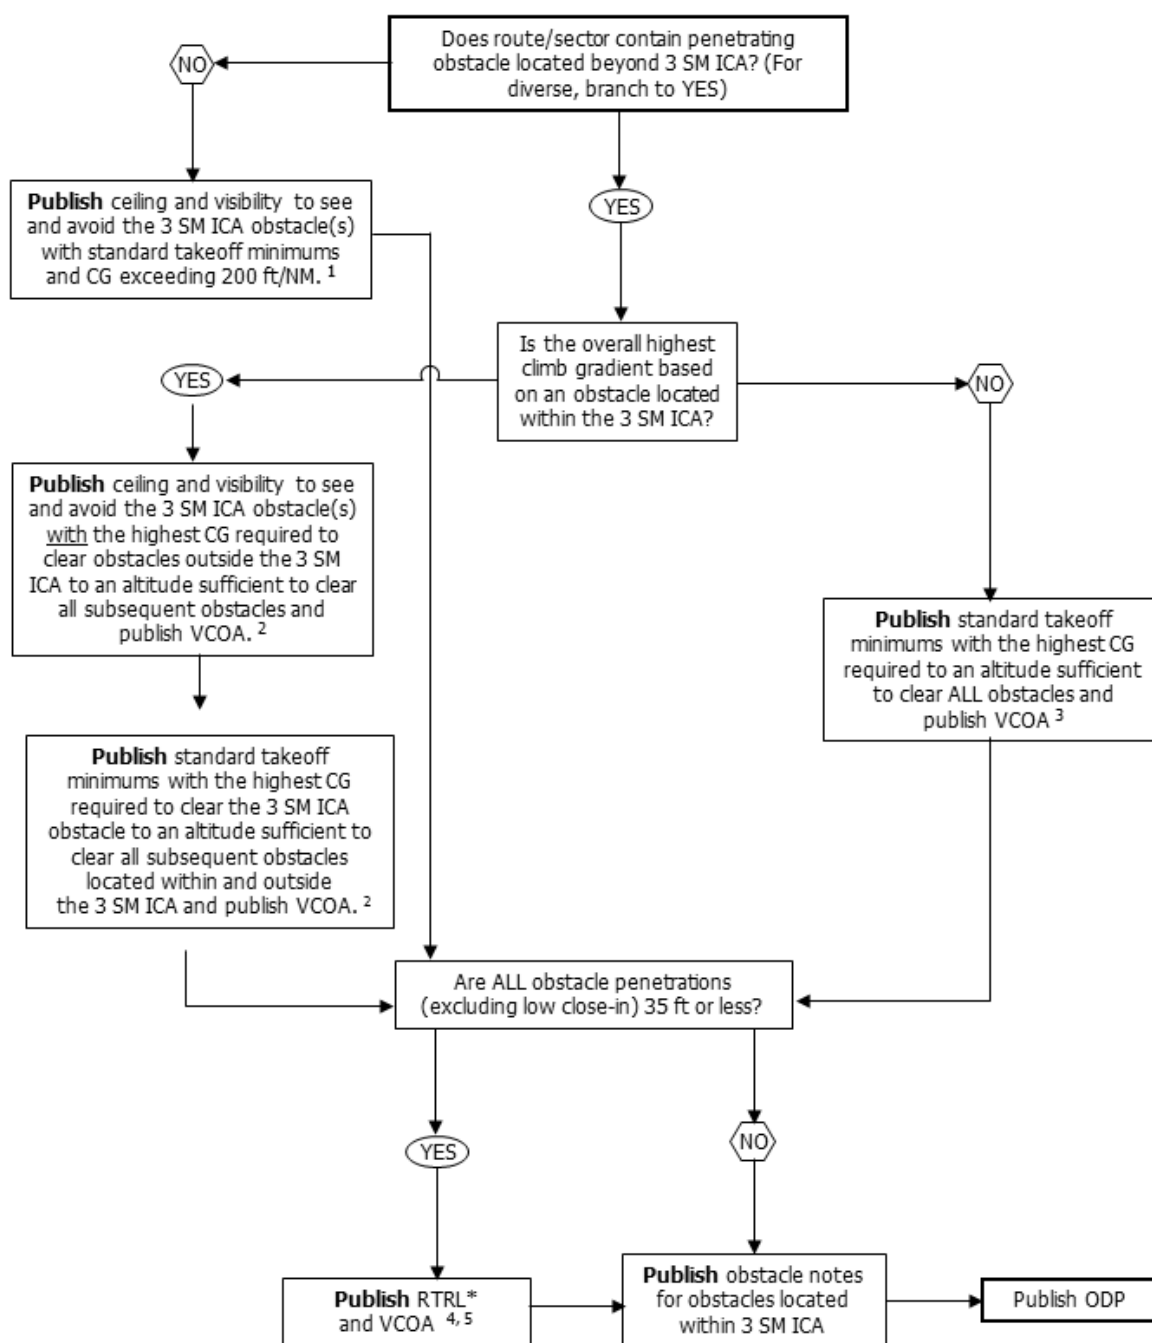 Does route/sector contain penetrating
obstacle located beyond 3 SM ICA? (For
diverse, branch to YES)
NO
Publish ceiling and visibility to see
and avoid the 3 SM ICA obstacle(s)
with standard takeoff minimums
and CG exceeding 200 ft/NM. 1
YES
Is the overall highest
climb gradient based
on an obstacle located
within the 3 SM ICA?
YES
NO
Publish ceiling and visibility to see
and avoid the 3 SM ICA obstacle(s)
with the highest CG required to
clear obstacles outside the 3 SM
ICA to an altitude sufficient to clear
all subsequent obstacles and
publish VCOA. 2
Publish standard takeoff
minimums with the highest CG
required to an altitude sufficient
to clear ALL obstacles and
publish VCOA 3
Publish standard takeoff
minimums with the highest CG
required to clear the 3 SM ICA
obstacle to an altitude sufficient to
clear all subsequent obstacles
located within and outside
the 3 SM ICA and publish VCOA. 2
Are ALL obstacle penetrations
(excluding low close-in) 35 ft or less?
YES
NO
Publish RTRL*
and VCOA 4, 5
Publish obstacle notes
for obstacles located
within 3 SM ICA
Publish ODP